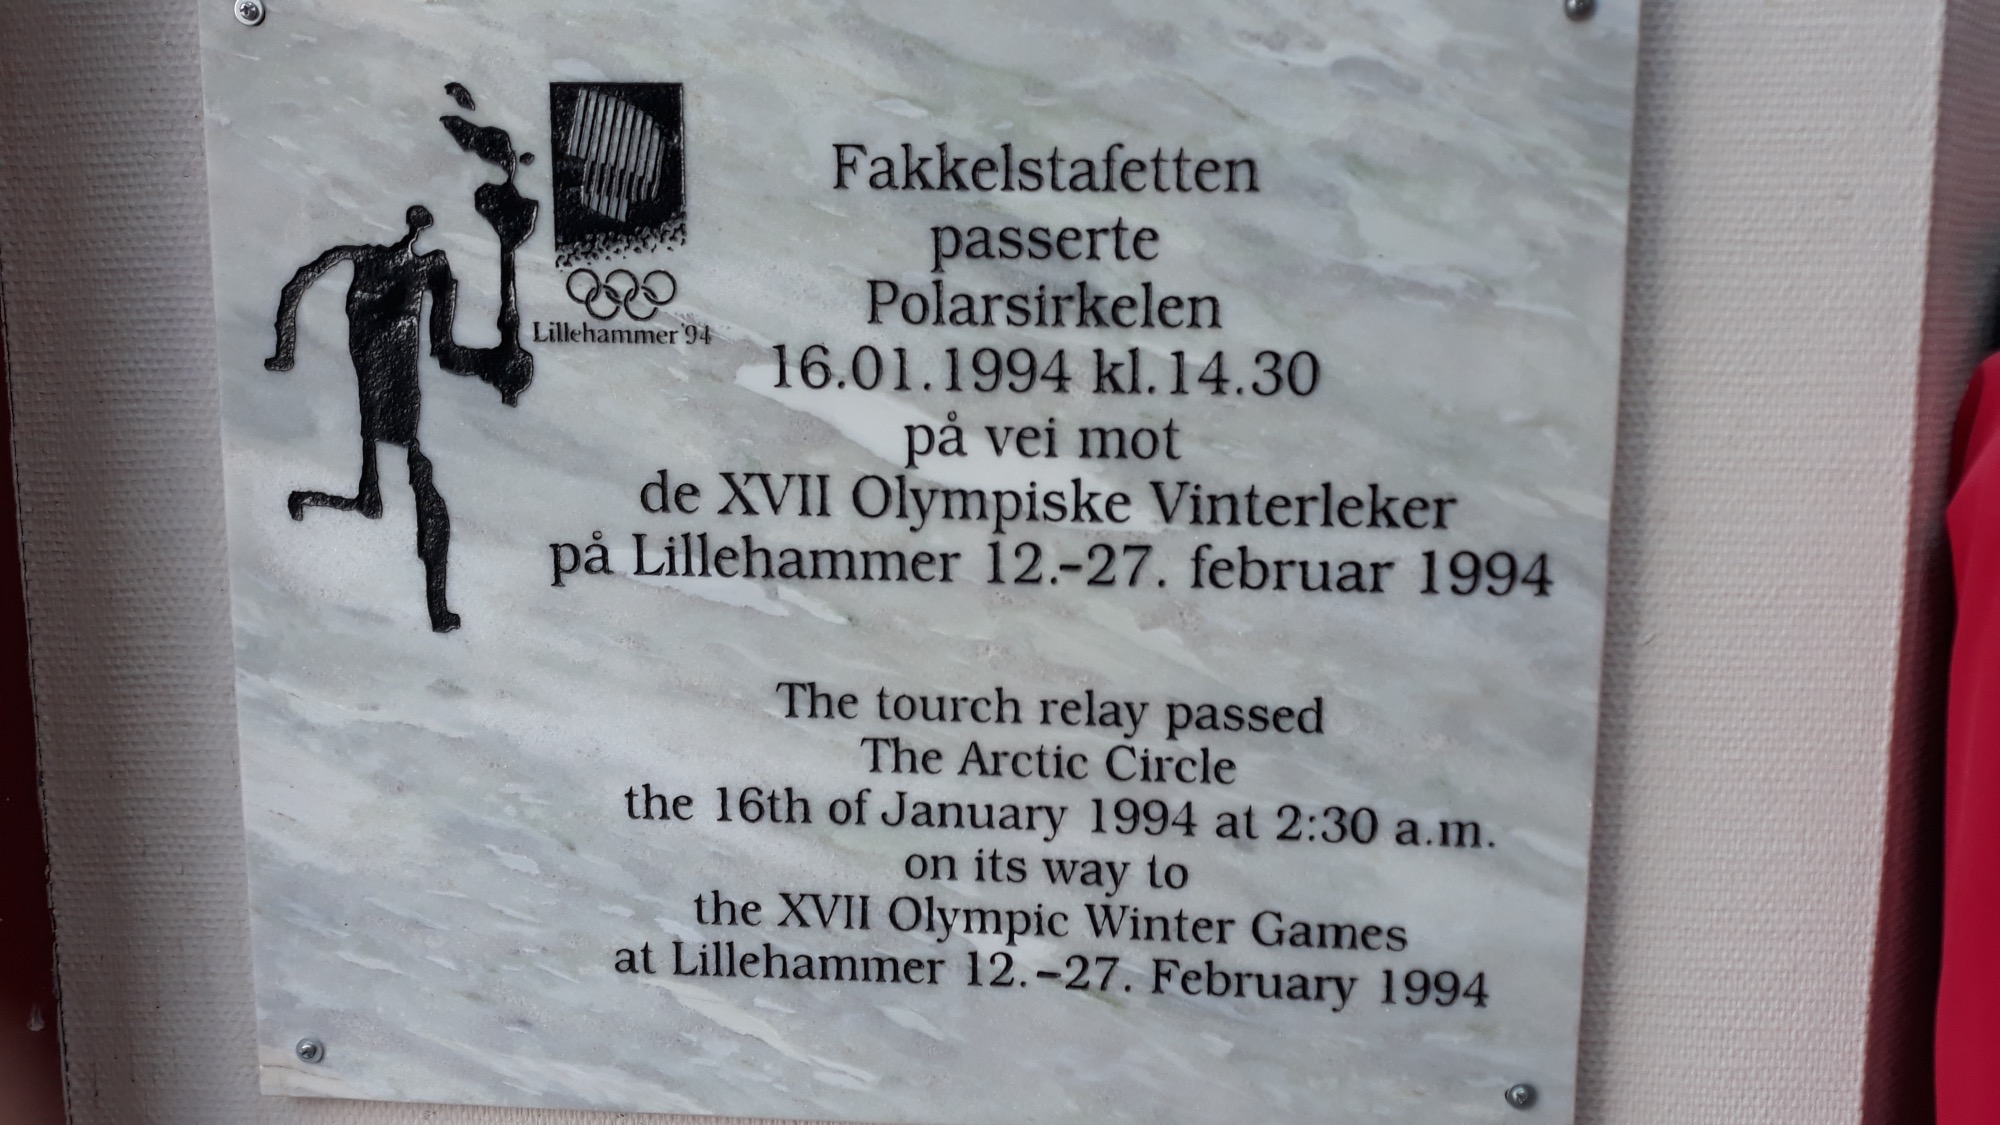 Lillehammer '94
Fakkelstafetten
passerte
Polarsirkelen
16.01.1994 kl.14.30
på vei mot
de XVII Olympiske Vinterleker
på Lillehammer 12.-27. februar 1994
The tourch relay passed
The Arctic Circle
the 16th of January 1994 at 2:30 a.m.
on its way to
the XVII Olympic Winter Games
at Lillehammer 12.-27. February 1994